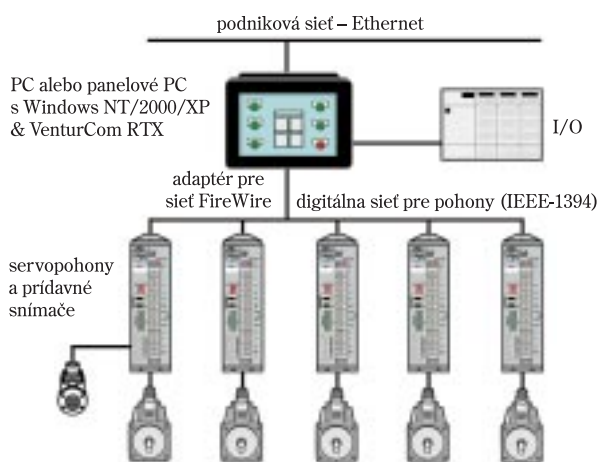 podniková sieť – Ethernet
PC alebo panelové PC
s Windows NT/2000/XP
& VenturCom RTX
I/O
adaptér pre
sieť FireWire
digitálna sieť pre pohony (IEEE-1394)
servopohony
a prídavné
snímače